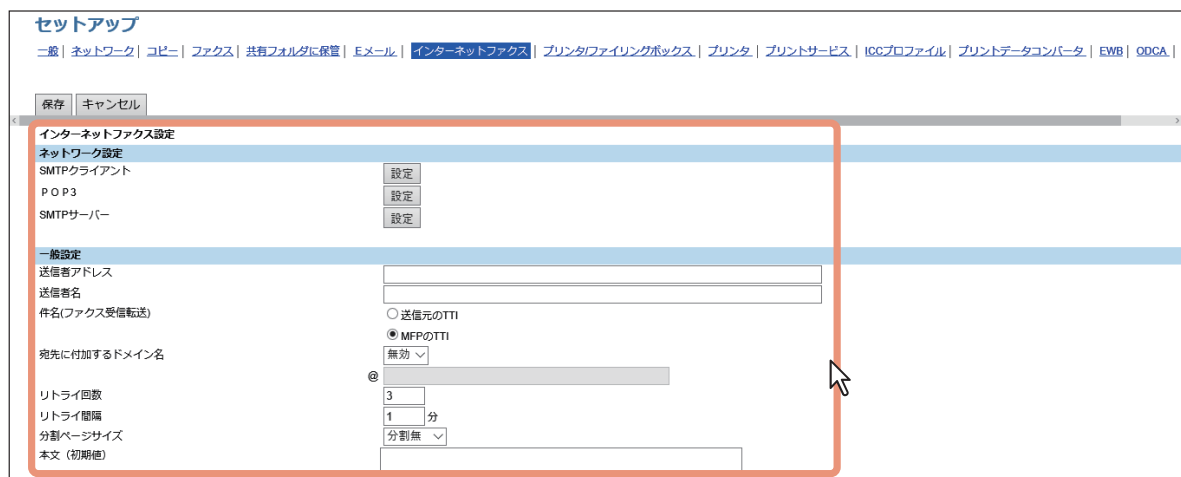 セットアップ
一般 | ネットワーク | コピー | ファクス | 共有フォルダに保管 | Eメール | インターネットファクス | プリンタ/ファイリングボックス | プリンタ | プリントサービス | ICCプロファイル | プリントデータコンバータ | EWB | ODCA |
保存 キャンセル
インターネットファクス設定
ネットワーク設定
SMTPクライアント 設定
POP3 設定
SMTPサーバー 設定
一般設定
送信者アドレス
送信者名
件名(ファクス受信転送) 送信元のTTI
MFPのTTI
宛先に付加するドメイン名 無効
@
リトライ回数 3
リトライ間隔 1 分
分割ページサイズ 分割無
本文（初期値）